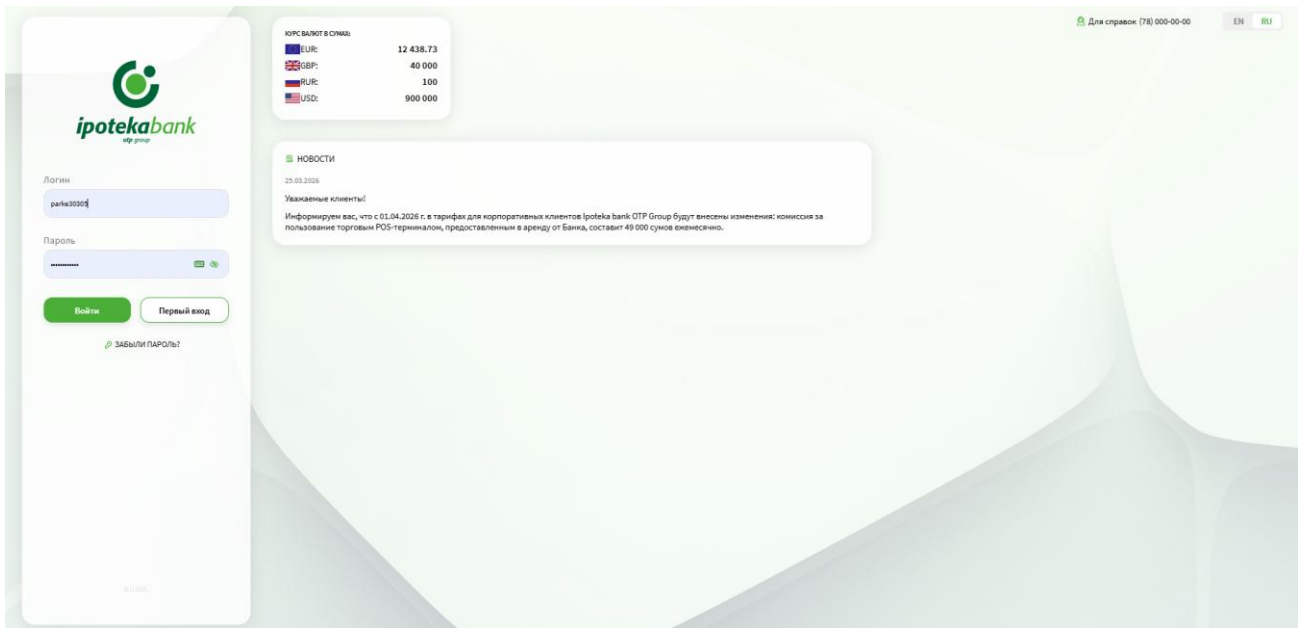 ipotekabank
otp group
Логин
parke30305
Пароль
••••••••••••
Войти
Первый вход
ЗАБЫЛИ ПАРОЛЬ?
КУРС ВАЛЮТ В СУМАХ:
EUR: 12 438.73
GBP: 40 000
RUR: 100
USD: 900 000
Для справок (78) 000-00-00
EN RU
НОВОСТИ
25.03.2026
Уважаемые клиенты!
Информируем вас, что с 01.04.2026 г. в тарифах для корпоративных клиентов Ipoteka bank OTP Group будут внесены изменения: комиссия за
пользование торговым POS-терминалом, предоставленным в аренду от Банка, составит 49 000 сумов ежемесячно.